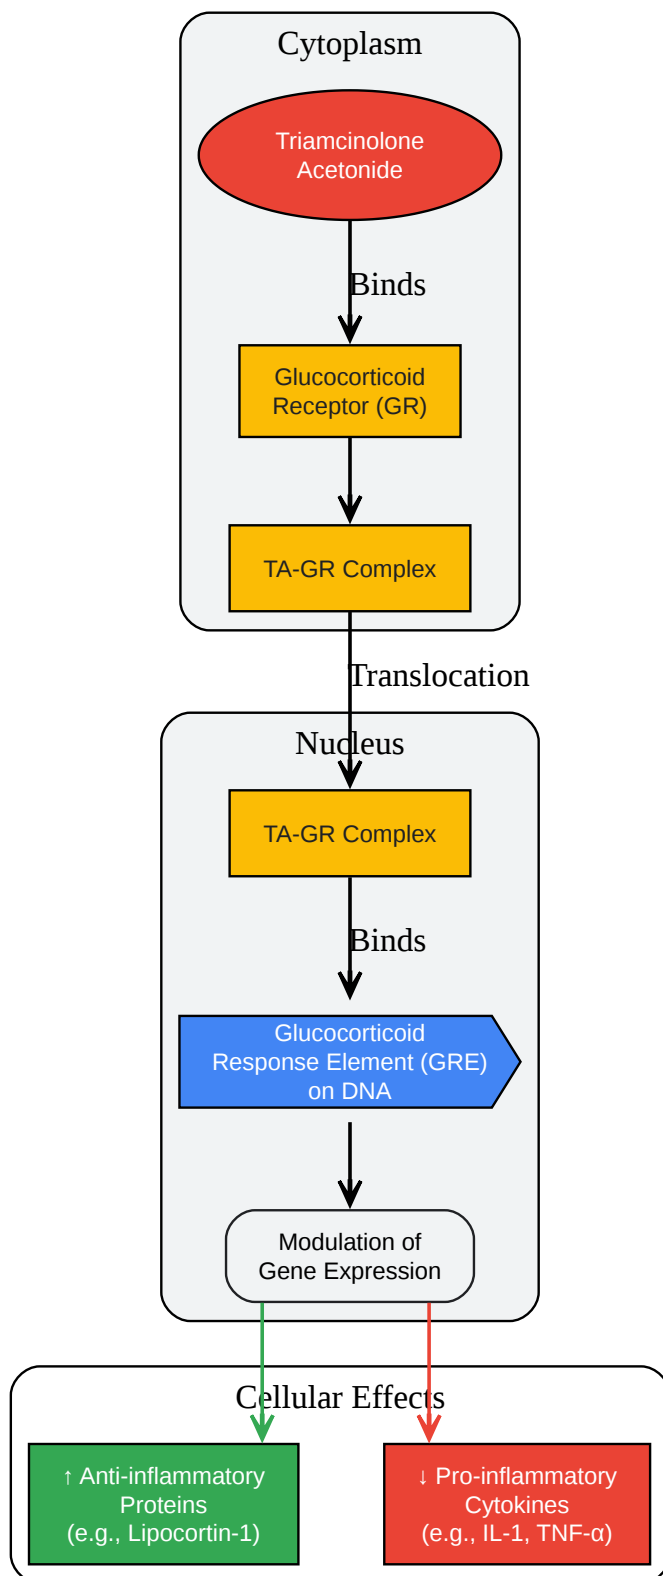 Cytoplasm
Triamcinolone
Acetonide
Binds
Glucocorticoid
Receptor (GR)
TA-GR Complex
Translocation
Nucleus
TA-GR Complex
Binds
Glucocorticoid
Response Element (GRE)
on DNA
Modulation of
Gene Expression
Cellular Effects
↑ Anti-inflammatory
Proteins
(e.g., Lipocortin-1)
↓ Pro-inflammatory
Cytokines
(e.g., IL-1, TNF-α)